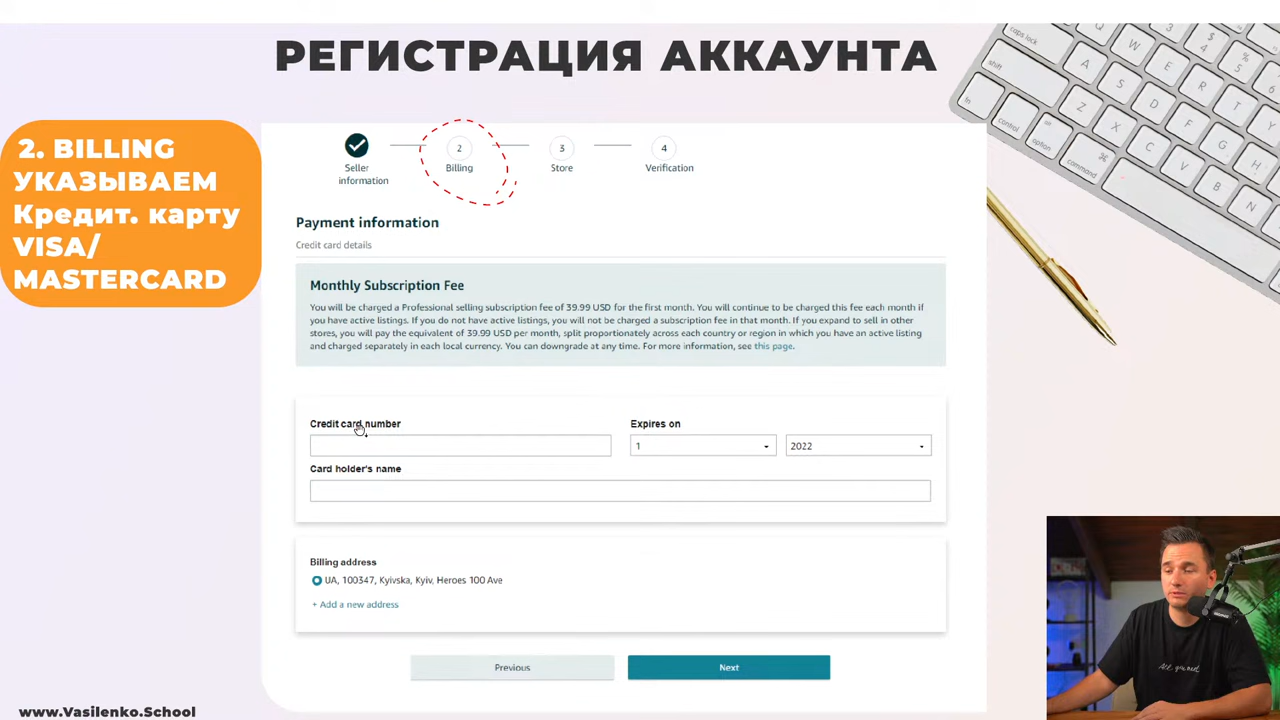 РЕГИСТРАЦИЯ АККАУНТА
2. BILLING
УКАЗЫВАЕМ
Кредит. карту
VISA/
MASTERCARD
2
3
4
Seller
information
Billing
Store
Verification
Payment information
Credit card details
Monthly Subscription Fee
You will be charged a Professional selling subscription fee of 39.99 USD for the first month. You will continue to be charged this fee each month if
you have active listings. If you do not have active listings, you will not be charged a subscription fee in that month. If you expand to sell in other
stores, you will pay the equivalent of 39.99 USD per month, split proportionately across each country or region in which you have an active listing
and charged separately in each local currency. You can downgrade at any time. For more information, see this page.
Credit card number
Expires on
1
2022
Card holder's name
Billing address
UA, 100347, Kyivska, Kyiv, Heroes 100 Ave
+ Add a new address
Previous
Next
www.Vasilenko.School
caps lock
shift
fn
control
option
command
Q
W
E
R
T
A
S
D
F
G
H
Z
X
C
V
B
N